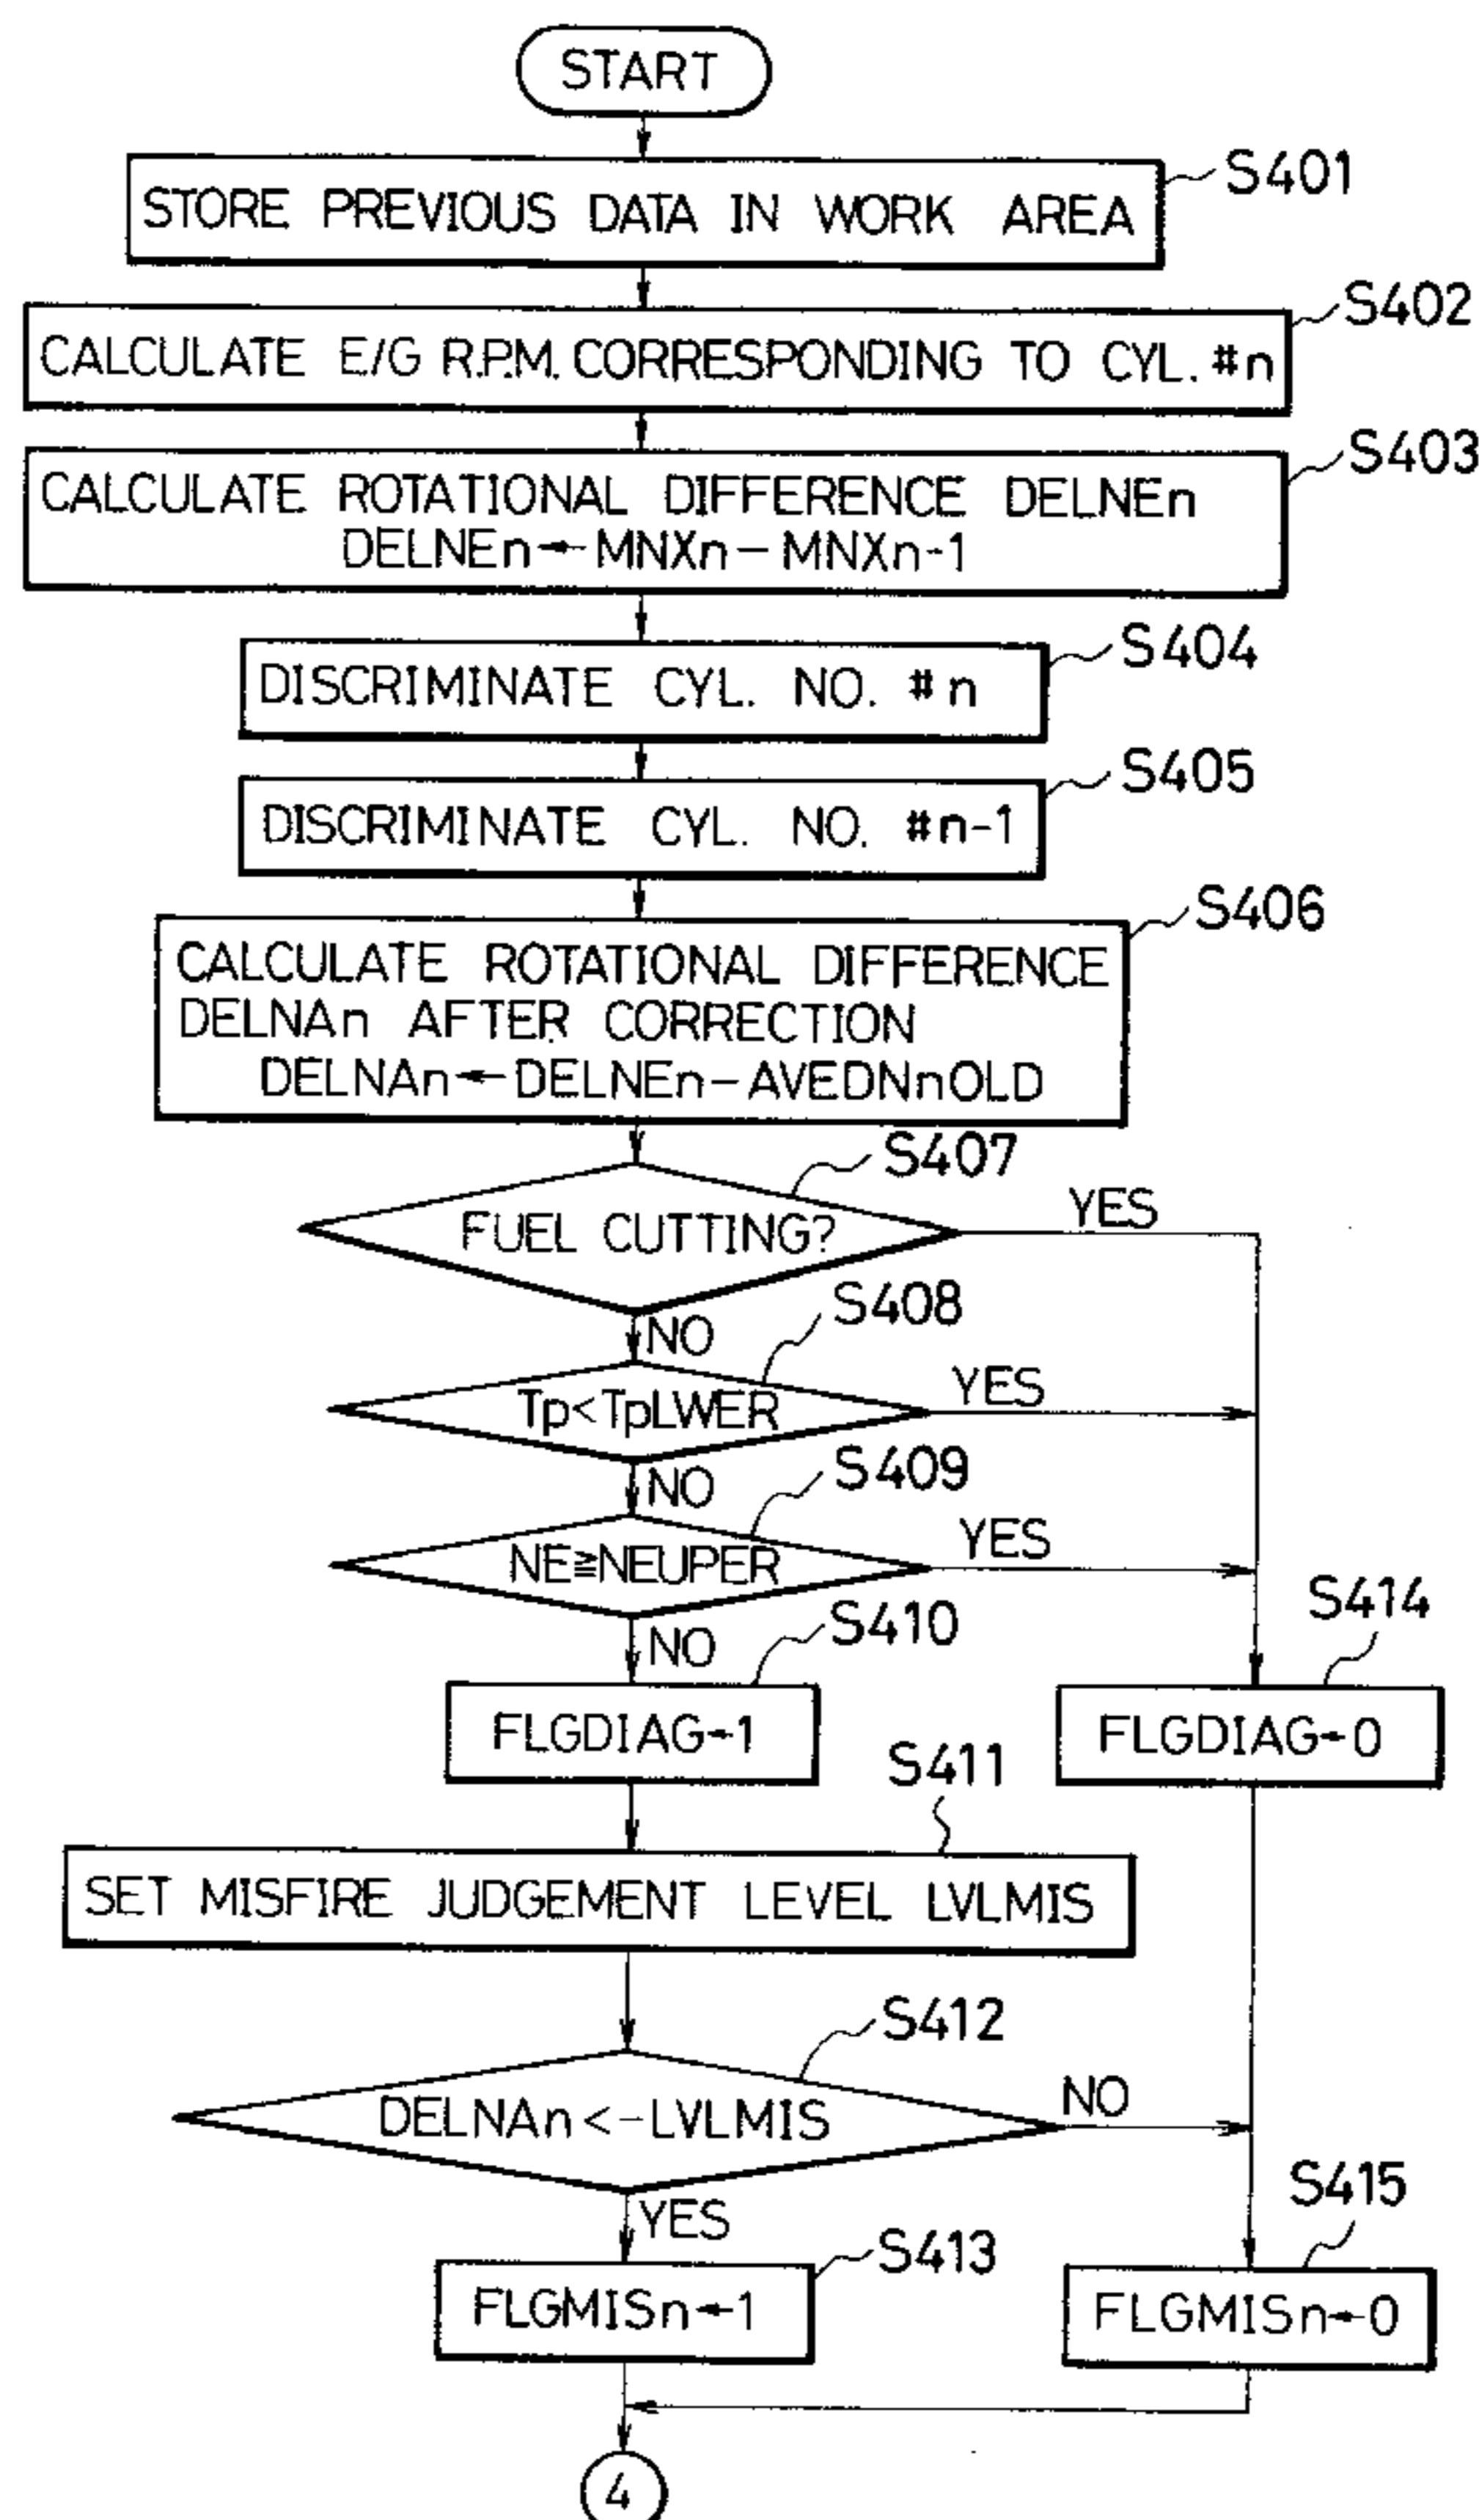 START
S401
STORE PREVIOUS DATA IN WORK AREA
S402
CALCULATE E/G R.P.M. CORRESPONDING TO CYL. #n
S403
CALCULATE ROTATIONAL DIFFERENCE DELNEn
DELNEn←MNXn-MNXn-1
S404
DISCRIMINATE CYL. NO. #n
S405
DISCRIMINATE CYL. NO. #n-1
S406
CALCULATE ROTATIONAL DIFFERENCE
DELNAn AFTER CORRECTION
DELNAn←DELNEn-AVEDNnOLD
S407
FUEL CUTTING?
YES
NO
S408
Tp<TpLWER
YES
NO
S409
NE≧NEUPER
YES
NO
S410
S414
FLGDIAG←1
FLGDIAG←0
S411
SET MISFIRE JUDGEMENT LEVEL LVLMIS
S412
DELNAn<-LVLMIS
NO
YES
S413
S415
FLGMISn←1
FLGMISn←0
4